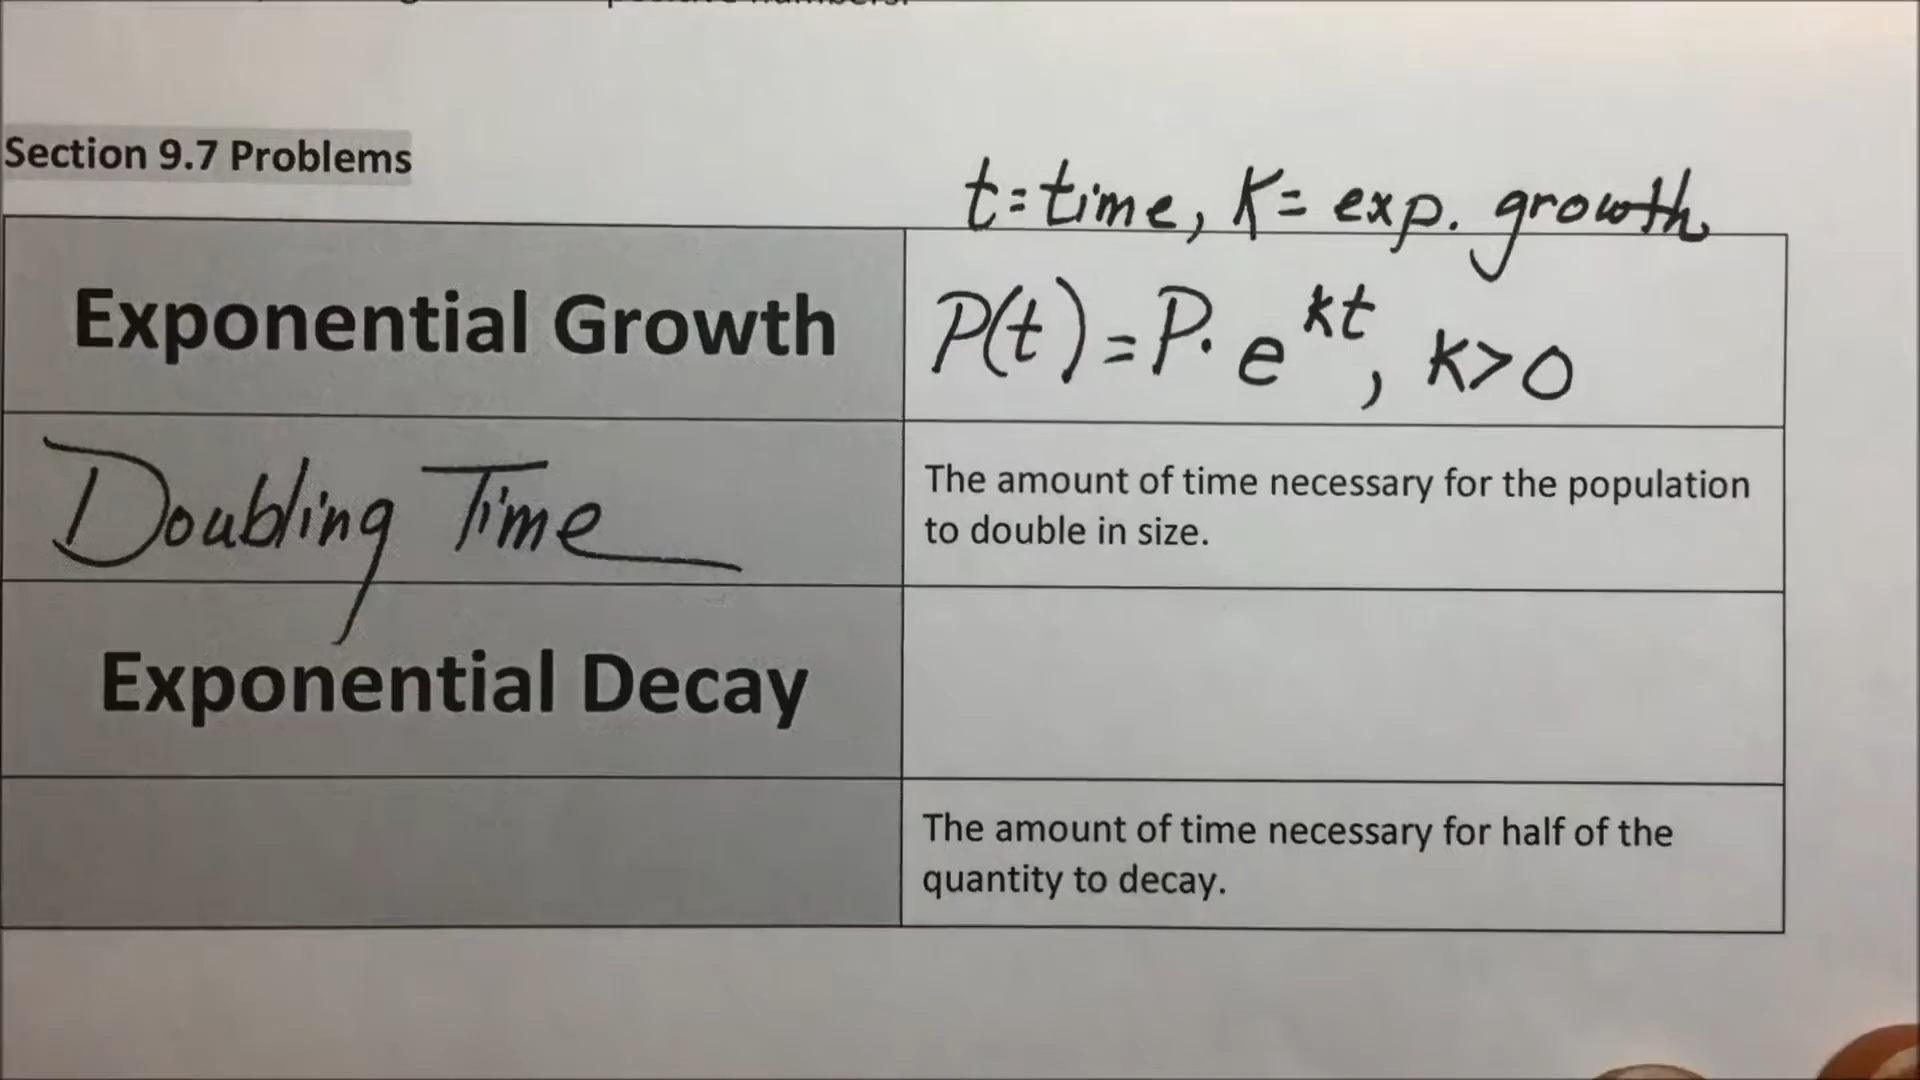 Section 9.7 Problems
t=time, K= exp. growth
Exponential Growth
P(t)=P. e^kt, k>0
Doubling Time
The amount of time necessary for the population
to double in size.
Exponential Decay
The amount of time necessary for half of the
quantity to decay.